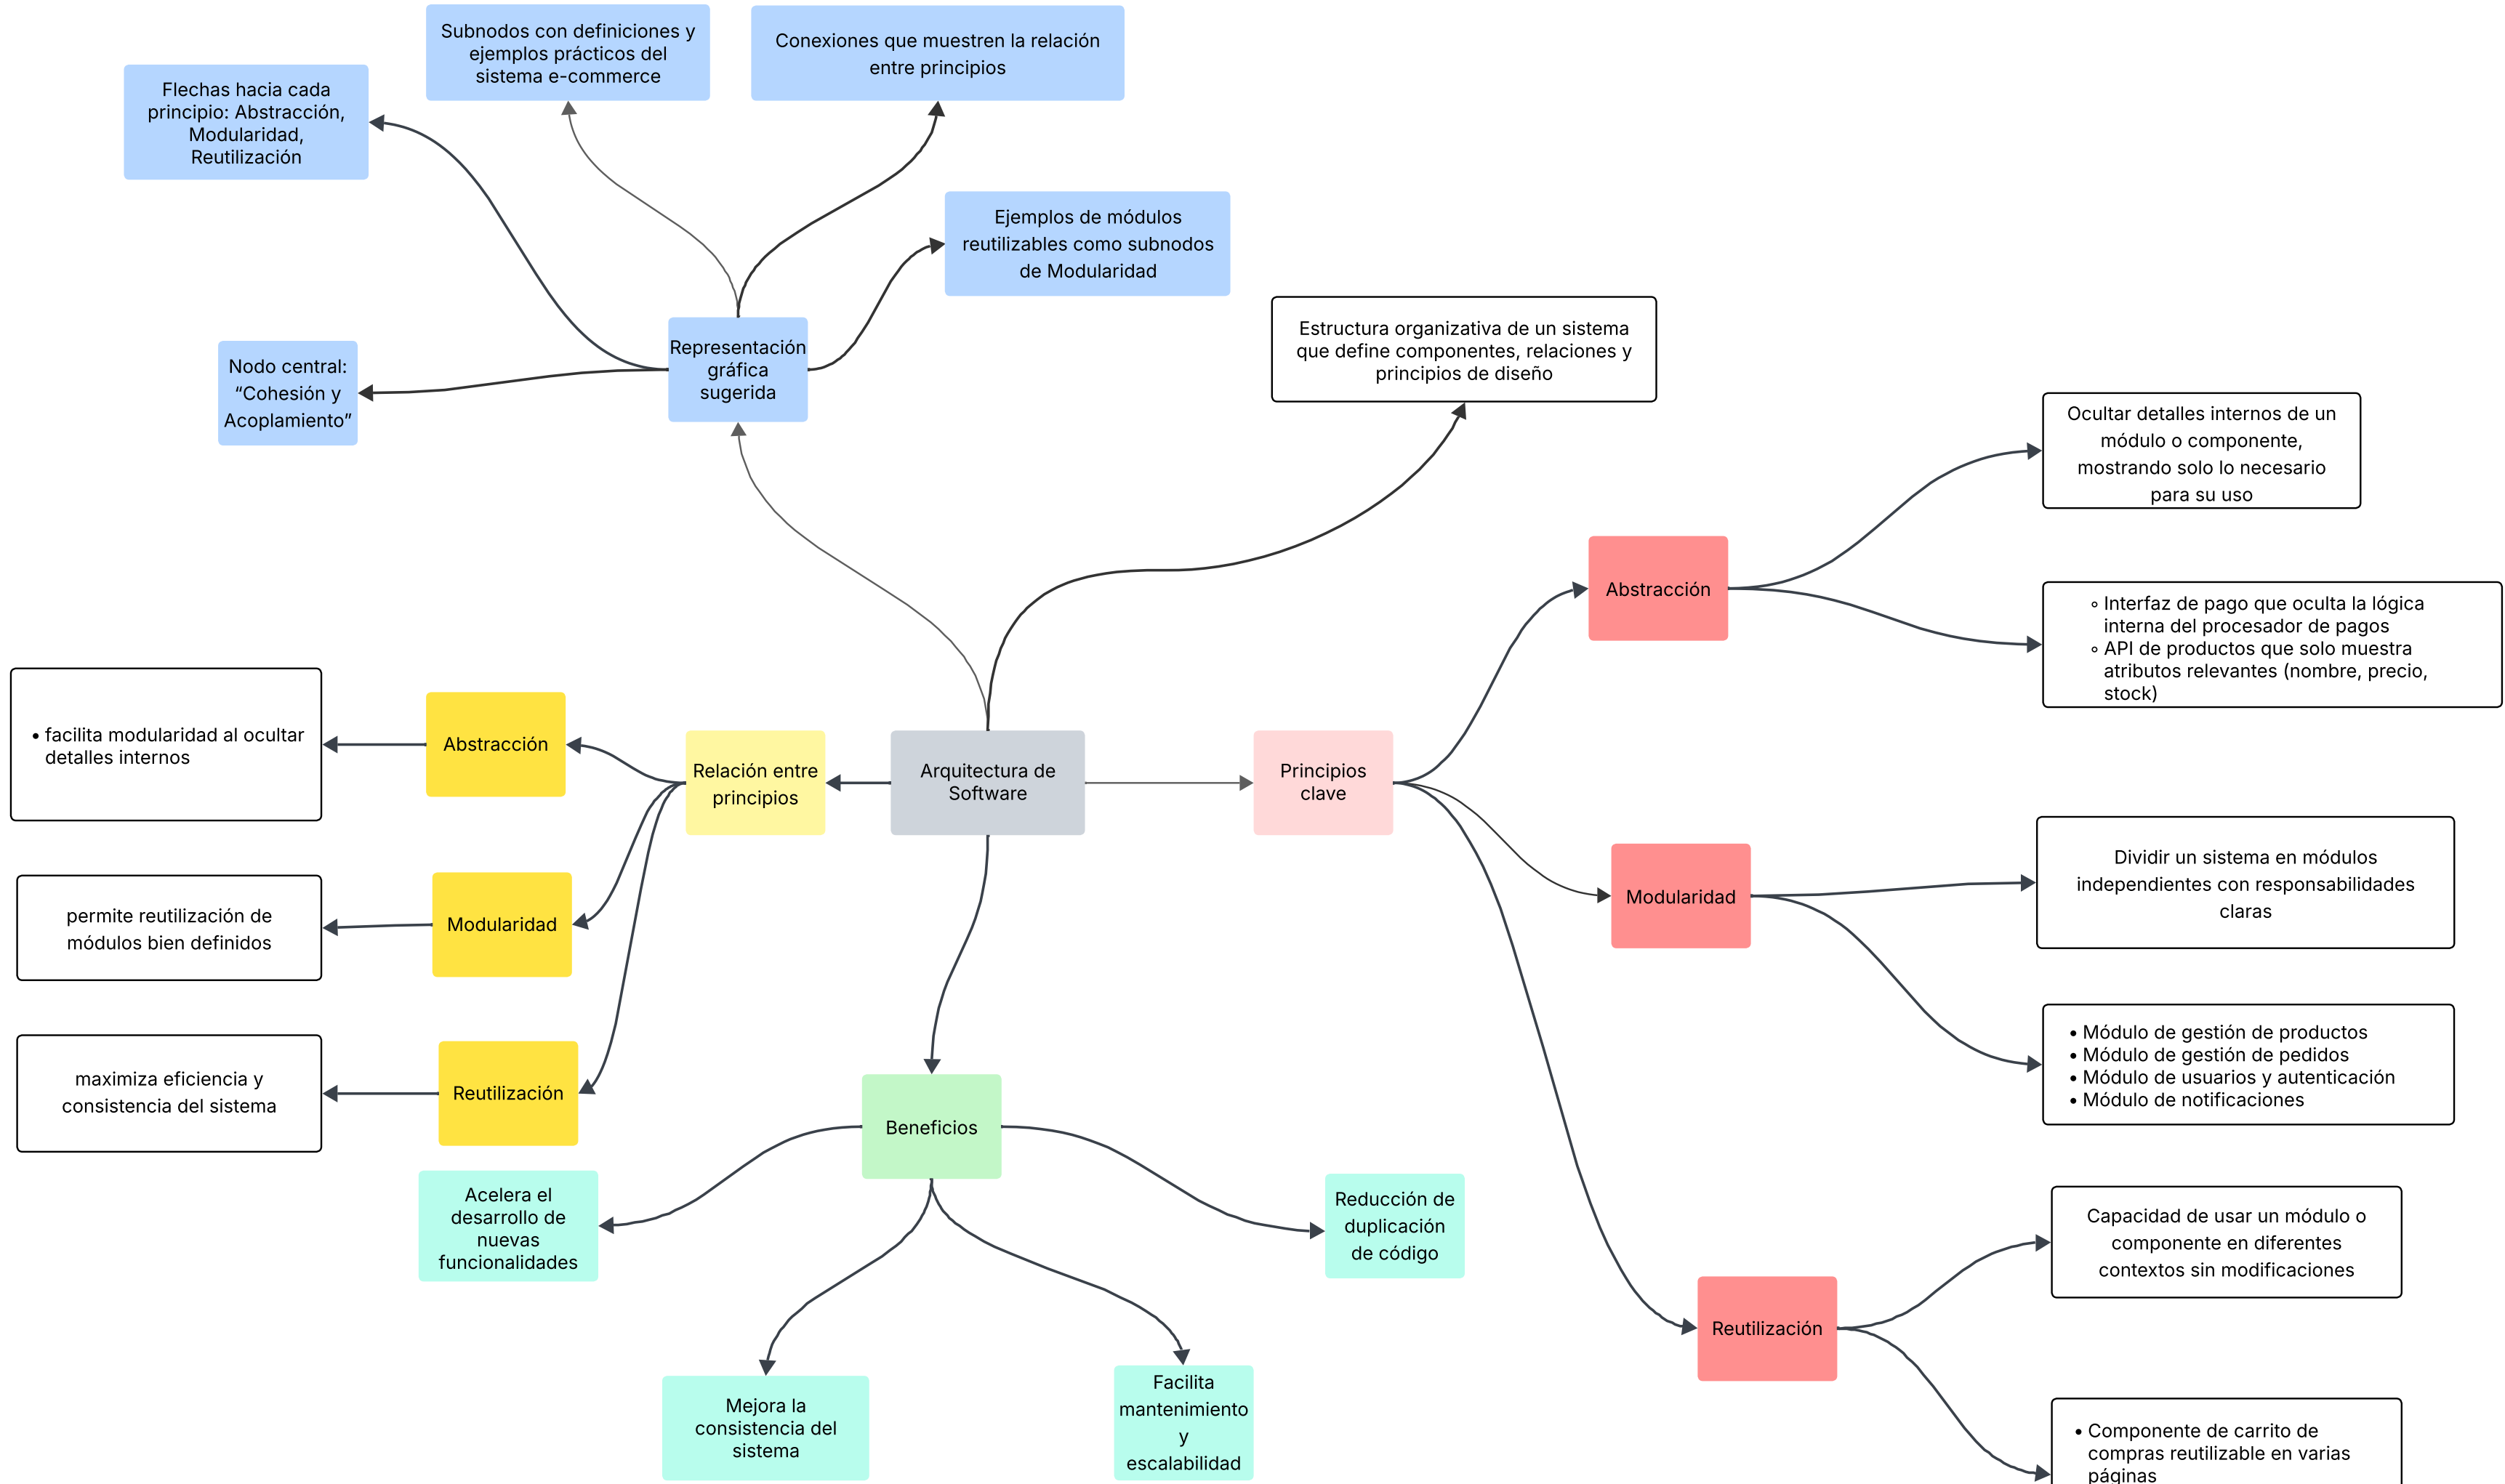 Subnodos con definiciones y
ejemplos prácticos del
sistema e-commerce
Conexiones que muestren la relación
entre principios
Flechas hacia cada
principio: Abstracción,
Modularidad,
Reutilización
Ejemplos de módulos
reutilizables como subnodos
de Modularidad
Representación
gráfica
sugerida
Nodo central:
“Cohesión y
Acoplamiento”
Estructura organizativa de un sistema
que define componentes, relaciones y
principios de diseño
Ocultar detalles internos de un
módulo o componente,
mostrando solo lo necesario
para su uso
Abstracción
◦ Interfaz de pago que oculta la lógica
interna del procesador de pagos
◦ API de productos que solo muestra
atributos relevantes (nombre, precio,
stock)
• facilita modularidad al ocultar
detalles internos
Abstracción
Relación entre
principios
Arquitectura de
Software
Principios
clave
Dividir un sistema en módulos
independientes con responsabilidades
claras
Modularidad
permite reutilización de
módulos bien definidos
Modularidad
• Módulo de gestión de productos
• Módulo de gestión de pedidos
• Módulo de usuarios y autenticación
• Módulo de notificaciones
maximiza eficiencia y
consistencia del sistema
Reutilización
Beneficios
Acelera el
desarrollo de
nuevas
funcionalidades
Reducción de
duplicación
de código
Capacidad de usar un módulo o
componente en diferentes
contextos sin modificaciones
Reutilización
Mejora la
consistencia del
sistema
Facilita
mantenimiento
y
escalabilidad
• Componente de carrito de
compras reutilizable en varias
páginas